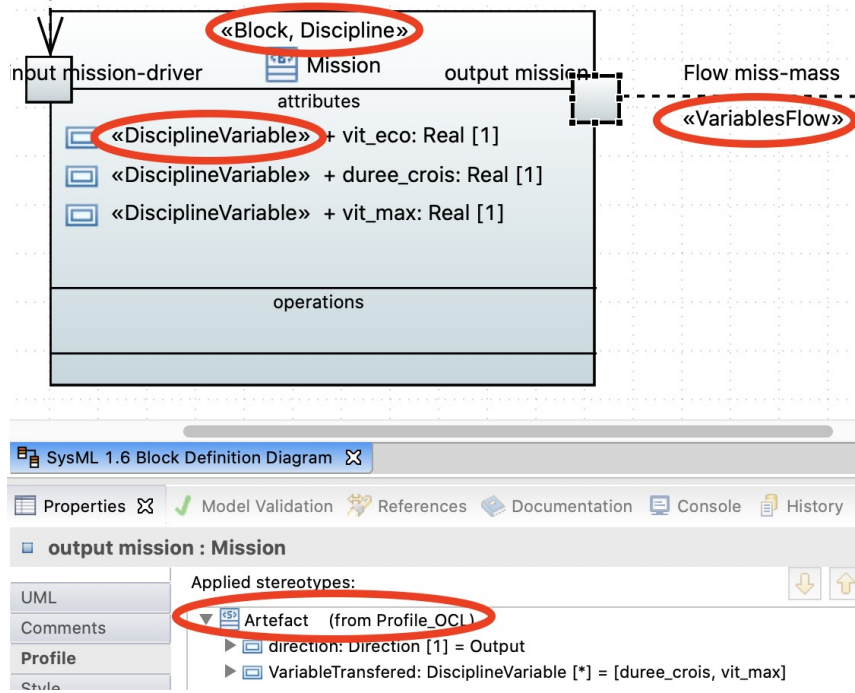 «Block, Discipline»
Mission
input mission-driver
output mission
Flow miss-mass
«VariablesFlow»
attributes
«DisciplineVariable» + vit_eco: Real [1]
«DisciplineVariable» + duree_crois: Real [1]
«DisciplineVariable» + vit_max: Real [1]
operations
SysML 1.6 Block Definition Diagram
Properties Model Validation References Documentation Console History
output mission : Mission
UML
Comments
Profile
Style
Applied stereotypes:
Artefact (from Profile_OCL)
direction: Direction [1] = Output
VariableTransfered: DisciplineVariable [*] = [duree_crois, vit_max]